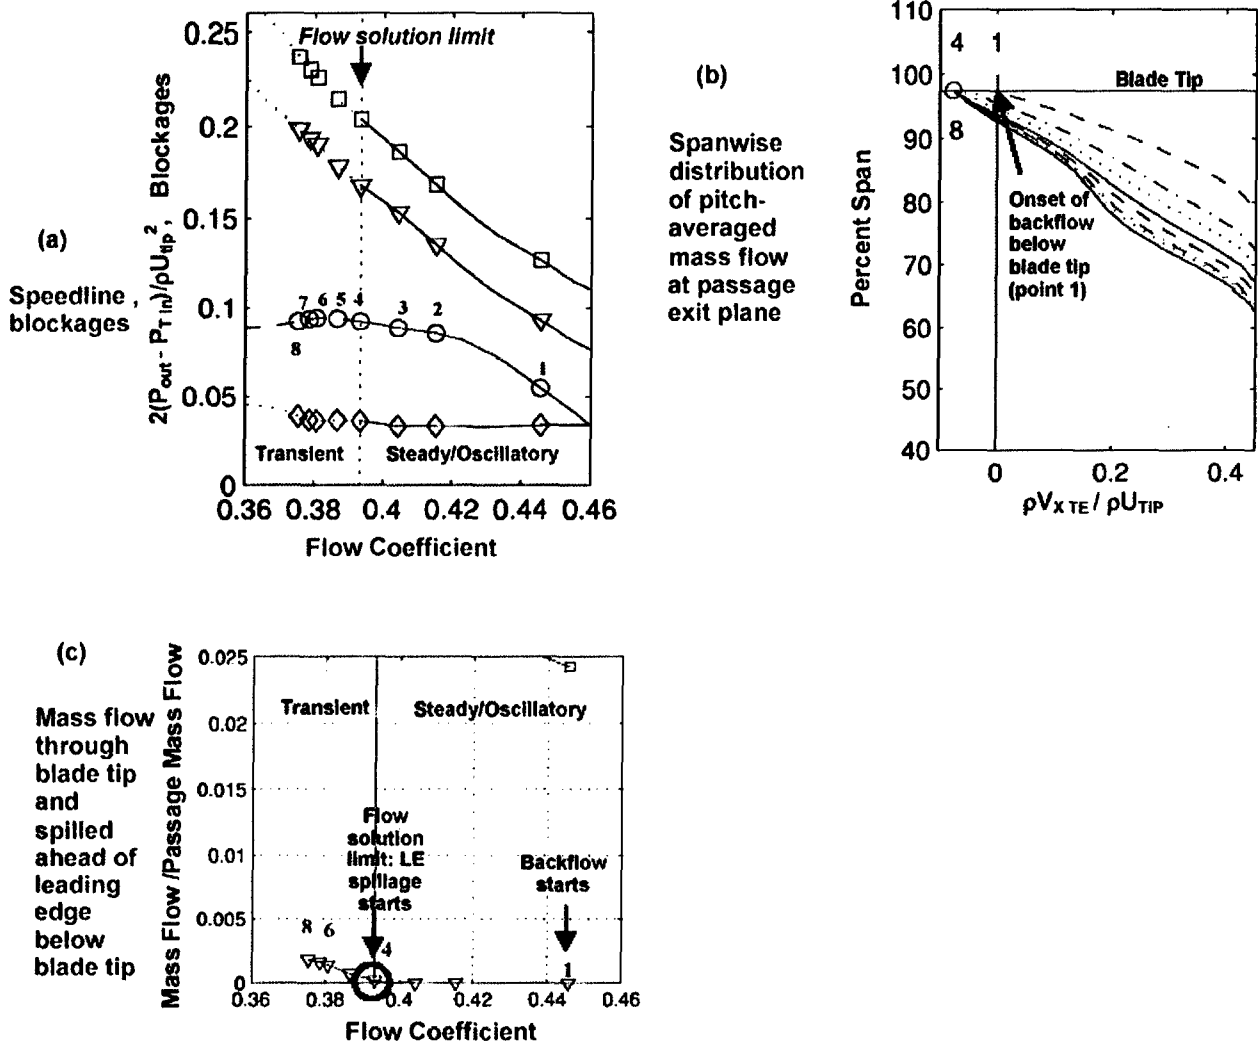 (a)
Speedline ,
blockages
2(P_out - P_T in)/ρU_tip^2, Blockages
0.25
0.2
0.15
0.1
0.05
0
Flow solution limit
7 6 5 4 3 2
8
1
Transient
Steady/Oscillatory
0.36 0.38 0.4 0.42 0.44 0.46
Flow Coefficient
(b)
Spanwise
distribution
of pitch-
averaged
mass flow
at passage
exit plane
Percent Span
110
100
90
80
70
60
50
40
4 1
Blade Tip
8
Onset of
backflow
below
blade tip
(point 1)
0 0.2 0.4
ρV_X TE / ρU_TIP
(c)
Mass flow
through
blade tip
and
spilled
ahead of
leading
edge
below
blade tip
Mass Flow /Passage Mass Flow
0.025
0.02
0.015
0.01
0.005
0
Transient
Steady/Oscillatory
Flow
solution
limit: LE
spillage
starts
Backflow
starts
8 6
4
1
0.36 0.38 0.4 0.42 0.44 0.46
Flow Coefficient